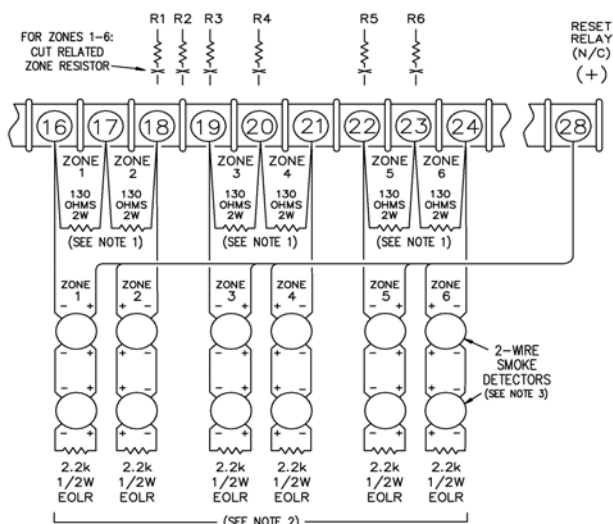 R1 R2 R3 R4 R5 R6
FOR ZONES 1-6:
CUT RELATED
ZONE RESISTOR
RESET
RELAY
(N/C)
(+)
16 17 18 19 20 21 22 23 24 28
ZONE 1 ZONE 2 ZONE 3 ZONE 4 ZONE 5 ZONE 6
130 OHMS 2W 130 OHMS 2W 130 OHMS 2W 130 OHMS 2W 130 OHMS 2W 130 OHMS 2W
(SEE NOTE 1) (SEE NOTE 1) (SEE NOTE 1)
ZONE 1 ZONE 2 ZONE 3 ZONE 4 ZONE 5 ZONE 6
- + + - - + + - - + + -
- + + - - + + - - + + -
- + + - - + + - - + + -
2-WIRE
SMOKE
DETECTORS
(SEE NOTE 3)
- + + - - + + - - + + -
2.2k 2.2k 2.2k 2.2k 2.2k 2.2k
1/2W 1/2W 1/2W 1/2W 1/2W 1/2W
EOLR EOLR EOLR EOLR EOLR EOLR
(SEE NOTE 2)